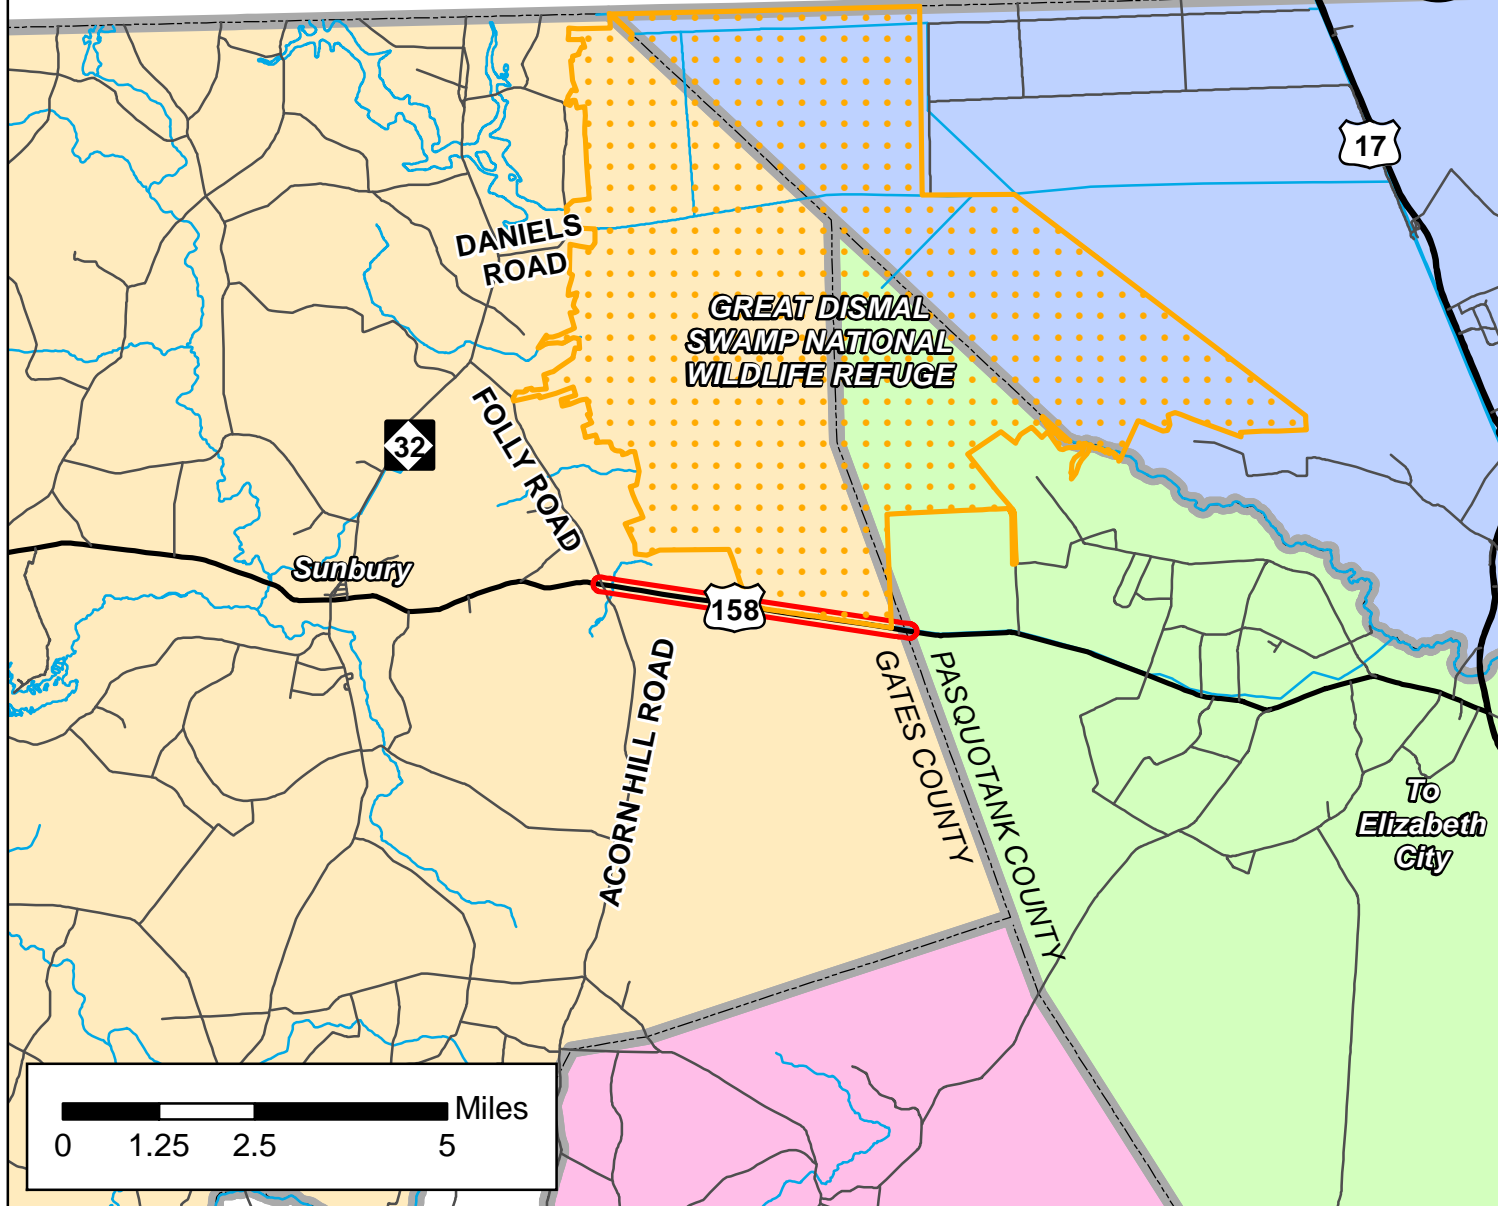 17
DANIELS
ROAD
GREAT DISMAL
SWAMP NATIONAL
WILDLIFE REFUGE
32
FOLLY ROAD
Sunbury
158
ACORN HILL ROAD
GATES COUNTY
PASQUOTANK COUNTY
To
Elizabeth
City
Miles
0 1.25 2.5 5